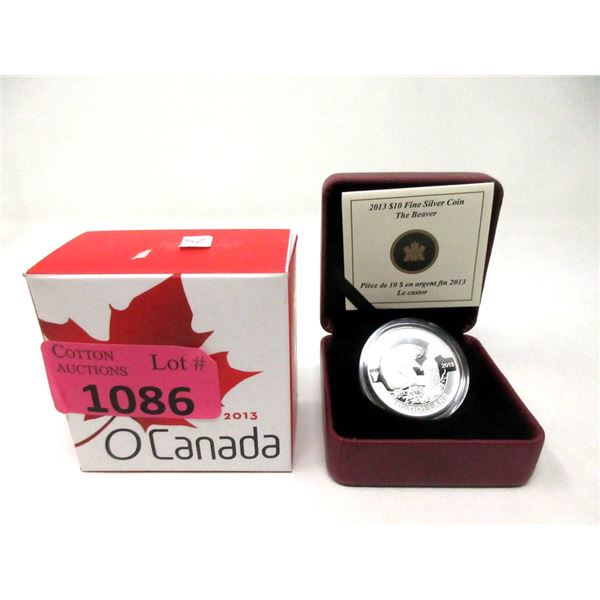 COTTON
AUCTIONS
Lot #
1086
2013
O Canada
2013 $10 Fine Silver Coin
The Beaver
Pièce de 10 $ en argent fin 2013
Le castor
2013
DOLLARS